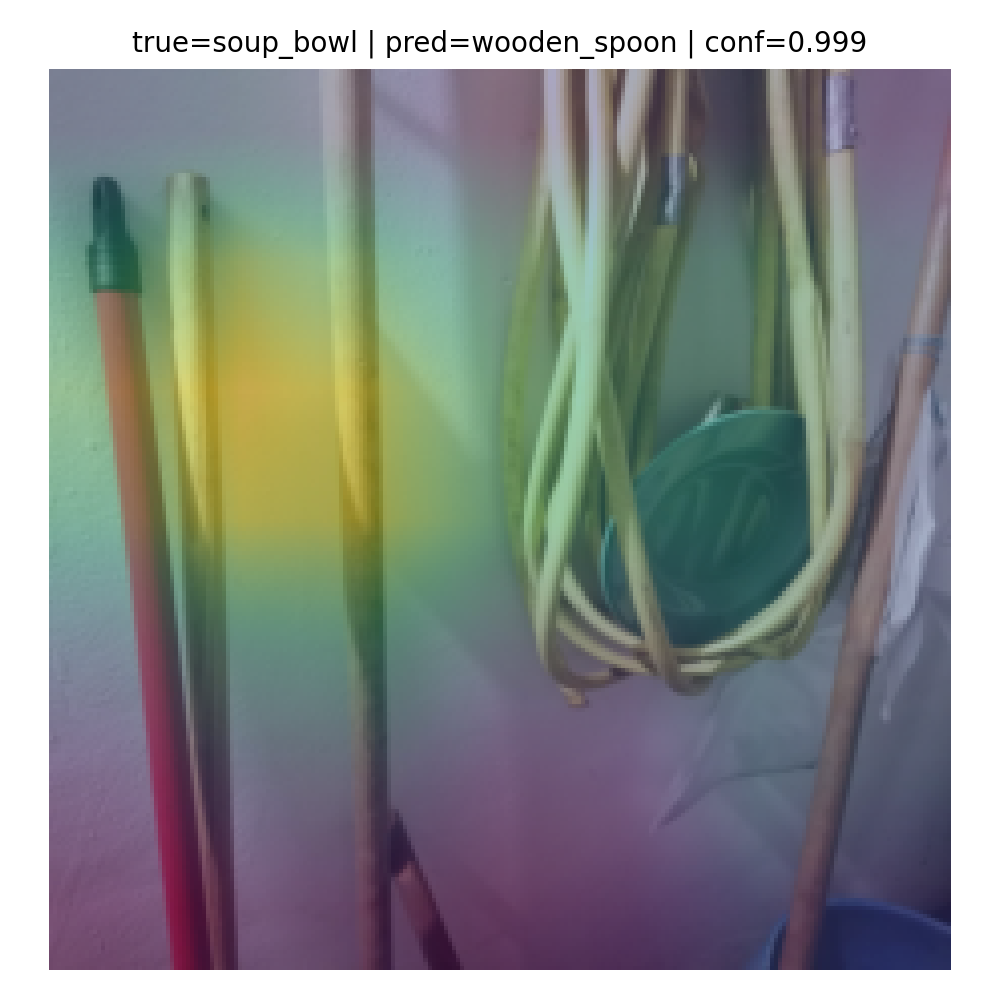 true=soup_bowl | pred=wooden_spoon | conf=0.999